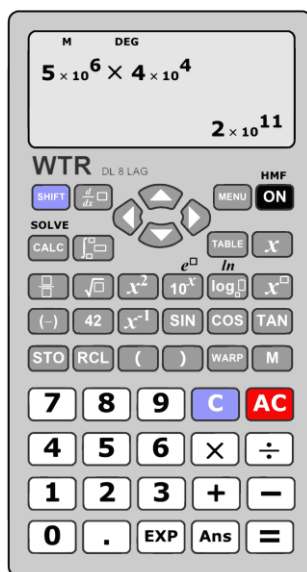 M DEG
5×10⁶ × 4×10⁴
2×10¹¹
WTR DL 8 LAG
HMF
SHIFT d/dx□ MENU ON
SOLVE
CALC ∫□ TABLE x
e□ ln
□/□ √□ x² 10ˣ log□ x□
(−) 42 x⁻¹ SIN COS TAN
STO RCL ( ) WARP M
7 8 9 C AC
4 5 6 × ÷
1 2 3 + −
0 . EXP Ans =